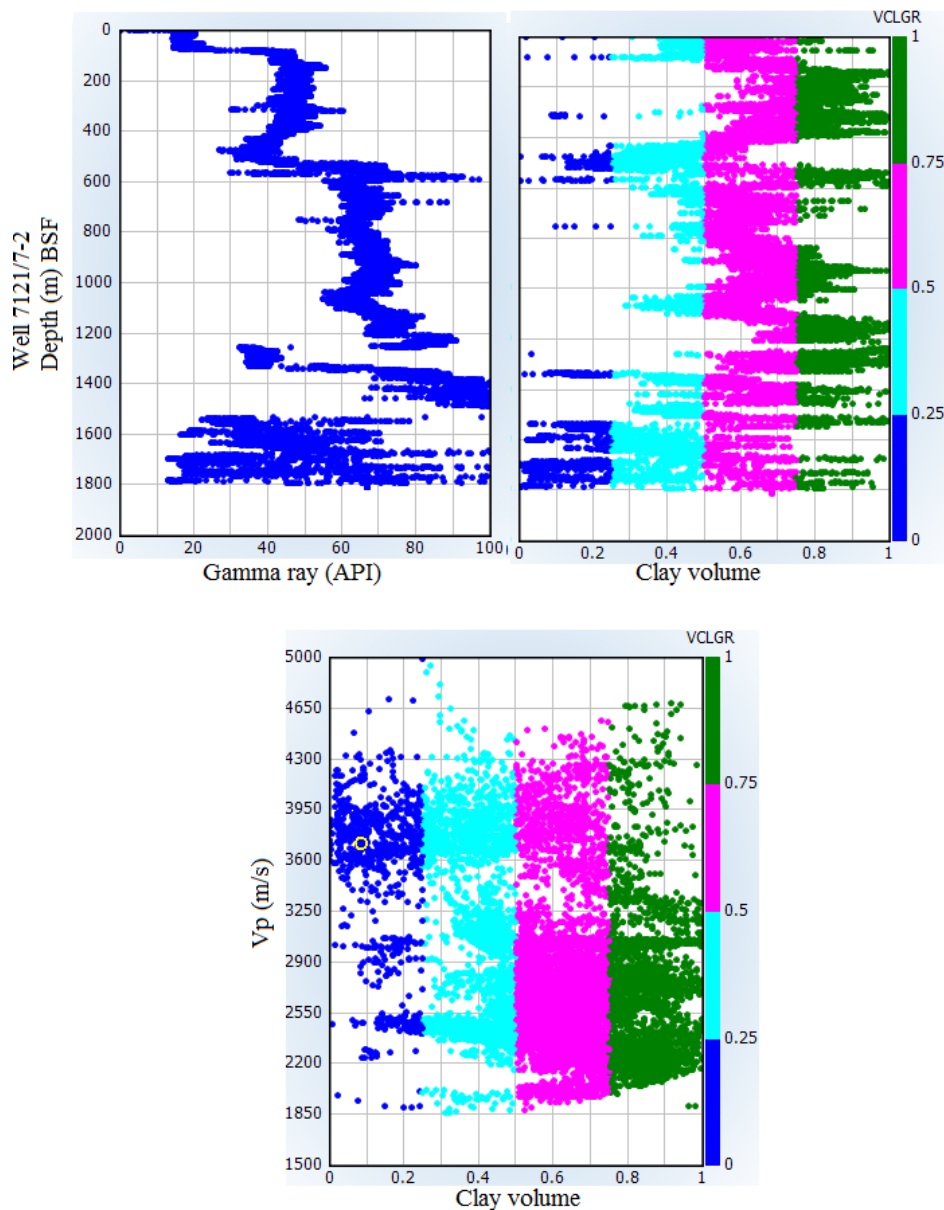 VCLGR
0
200
400
600
800
1000
1200
1400
1600
1800
2000
Well 7121/7-2
Depth (m) BSF
0 20 40 60 80 100
Gamma ray (API)
0 0.2 0.4 0.6 0.8 1
Clay volume
1
0.75
0.5
0.25
0
VCLGR
5000
4650
4300
3950
3600
3250
2900
2550
2200
1850
1500
Vp (m/s)
0 0.2 0.4 0.6 0.8 1
Clay volume
1
0.75
0.5
0.25
0